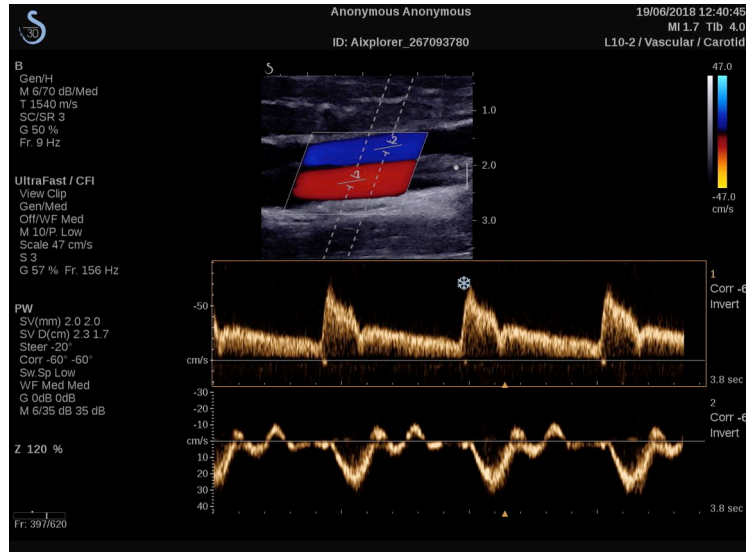 30
Anonymous Anonymous
ID: Aixplorer_267093780
19/06/2018 12:40:45
MI 1.7 TIb 4.0
L10-2 / Vascular / Carotid
B
Gen/H
M 6/70 dB/Med
T 1540 m/s
SC/SR 3
G 50 %
Fr. 9 Hz
UltraFast / CFI
View Clip
Gen/Med
Off/WF Med
M 10/P. Low
Scale 47 cm/s
S 3
G 57 % Fr. 156 Hz
PW
SV(mm) 2.0 2.0
SV D(cm) 2.3 1.7
Steer -20°
Corr -60° -60°
Sw.Sp Low
WF Med Med
G 0dB 0dB
M 6/35 dB 35 dB
Z 120 %
Fr: 397/620
S
1.0
2.0
3.0
2
1
47.0
-47.0
cm/s
-50
cm/s
1
Corr -6
Invert
3.8 sec
-30
-20
-10
cm/s
10
20
30
40
2
Corr -6
Invert
3.8 sec